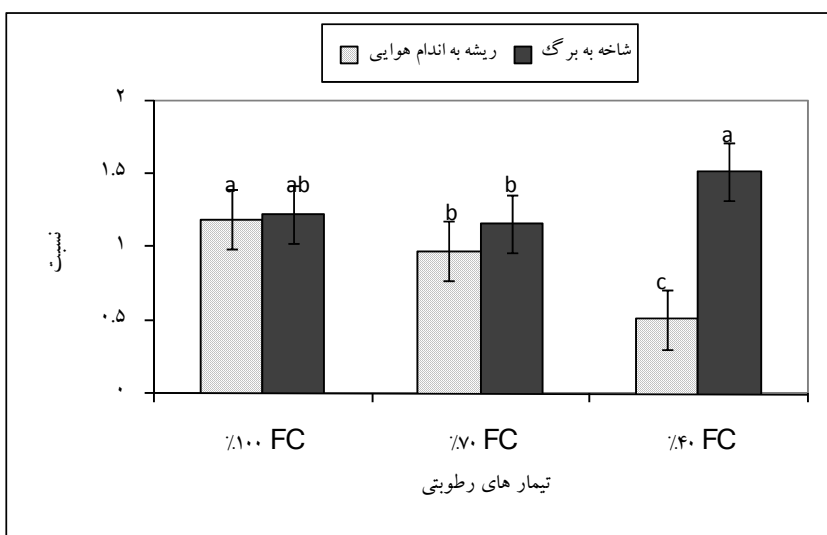 ریشه به اندام هوایی شاخه به برگ
۲
۱.۵
۱
۰.۵
۰
نسبت
a ab
b b
c a
٪۱۰۰ FC ٪۷۰ FC ٪۴۰ FC
تیمار های رطوبتی